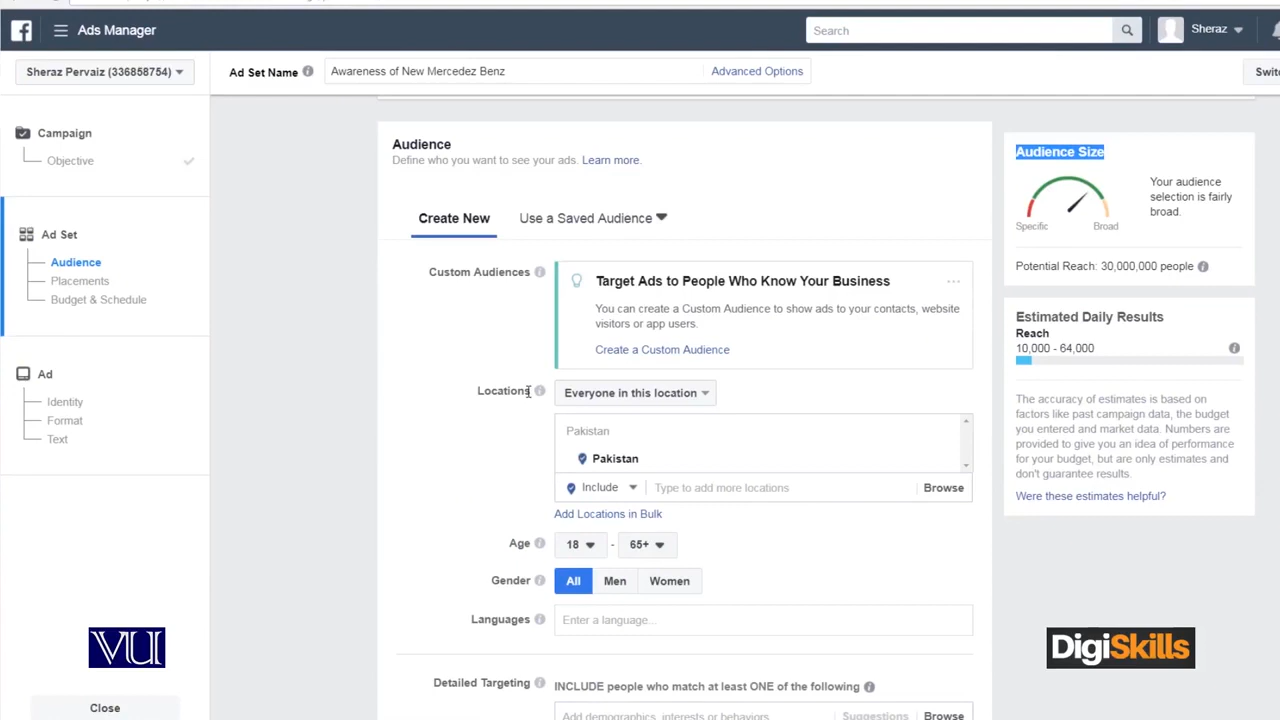 Ads Manager
Search
Sheraz
Sheraz Pervaiz (336858754)
Ad Set Name
Awareness of New Mercedez Benz
Advanced Options
Campaign
Objective
Ad Set
Audience
Placements
Budget & Schedule
Ad
Identity
Format
Text
Close
Audience
Define who you want to see your ads. Learn more.
Create New
Use a Saved Audience
Custom Audiences
Target Ads to People Who Know Your Business
You can create a Custom Audience to show ads to your contacts, website
visitors or app users.
Create a Custom Audience
Locations
Everyone in this location
Pakistan
Pakistan
Include
Type to add more locations
Browse
Add Locations in Bulk
Age
18 - 65+
Gender
All Men Women
Languages
Enter a language...
Detailed Targeting
INCLUDE people who match at least ONE of the following
Add demographics, interests or behaviors
Suggestions
Browse
Audience Size
Specific
Broad
Your audience
selection is fairly
broad.
Potential Reach: 30,000,000 people
Estimated Daily Results
Reach
10,000 - 64,000
The accuracy of estimates is based on
factors like past campaign data, the budget
you entered and market data. Numbers are
provided to give you an idea of performance
for your budget, but are only estimates and
don't guarantee results.
Were these estimates helpful?
VU
DigiSkills